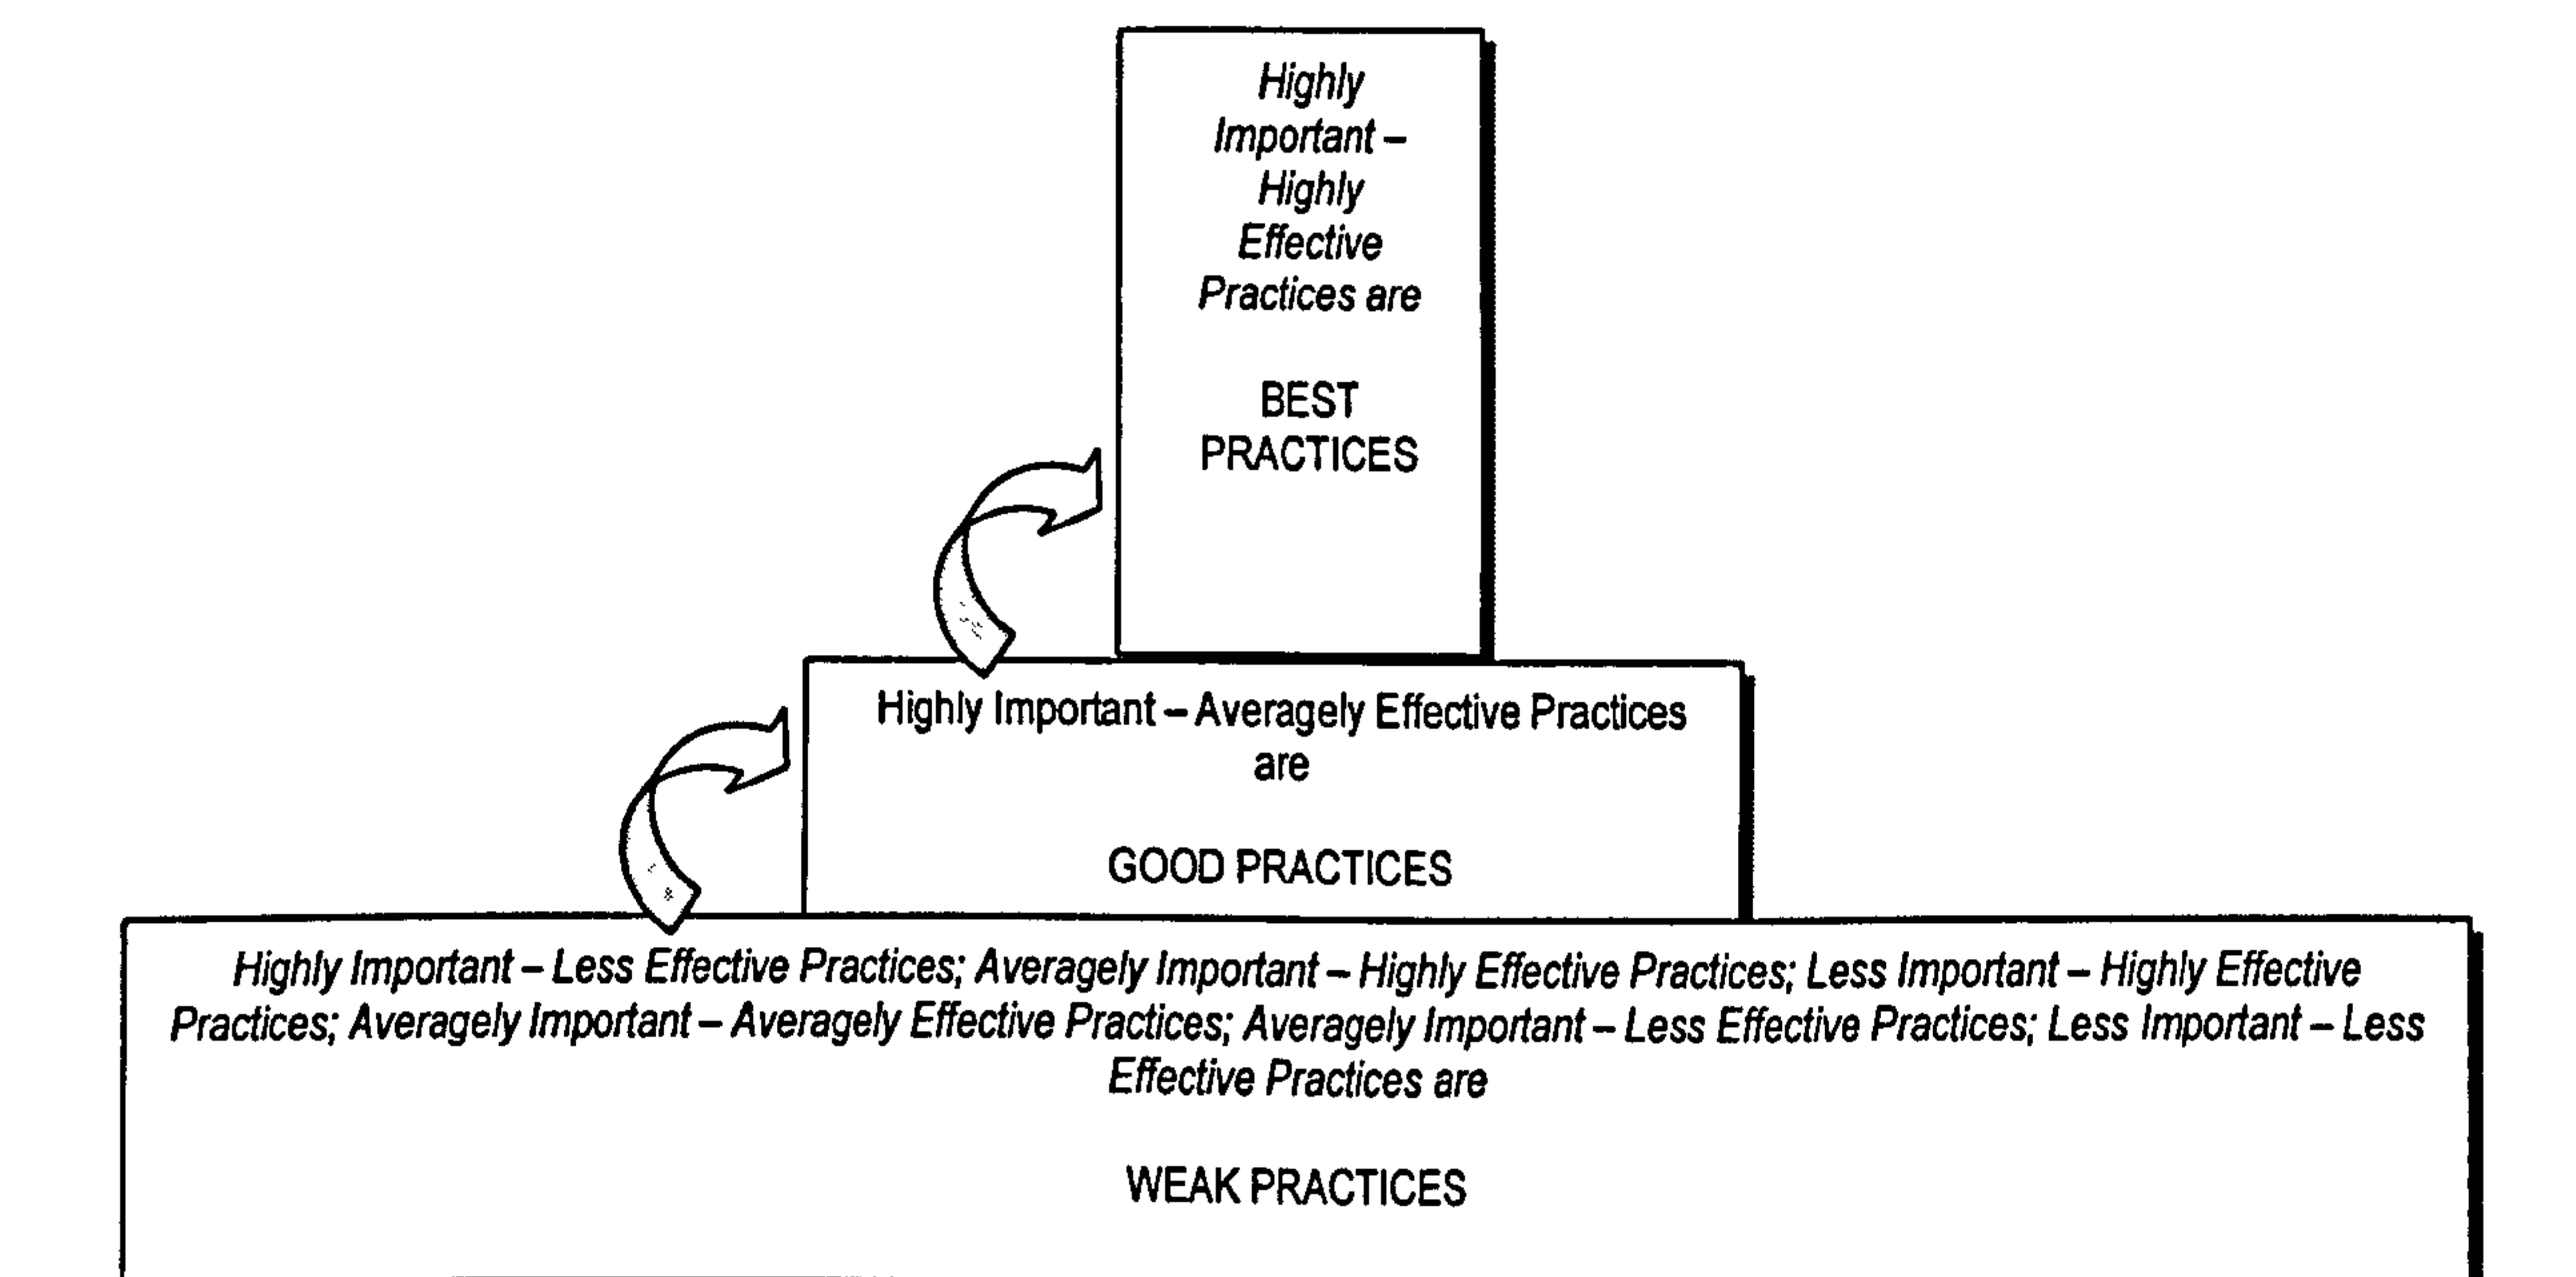 Highly
Important –
Highly
Effective
Practices are
BEST
PRACTICES
Highly Important – Averagely Effective Practices
are
GOOD PRACTICES
Highly Important – Less Effective Practices; Averagely Important – Highly Effective Practices; Less Important – Highly Effective
Practices; Averagely Important – Averagely Effective Practices; Averagely Important – Less Effective Practices; Less Important – Less
Effective Practices are
WEAK PRACTICES